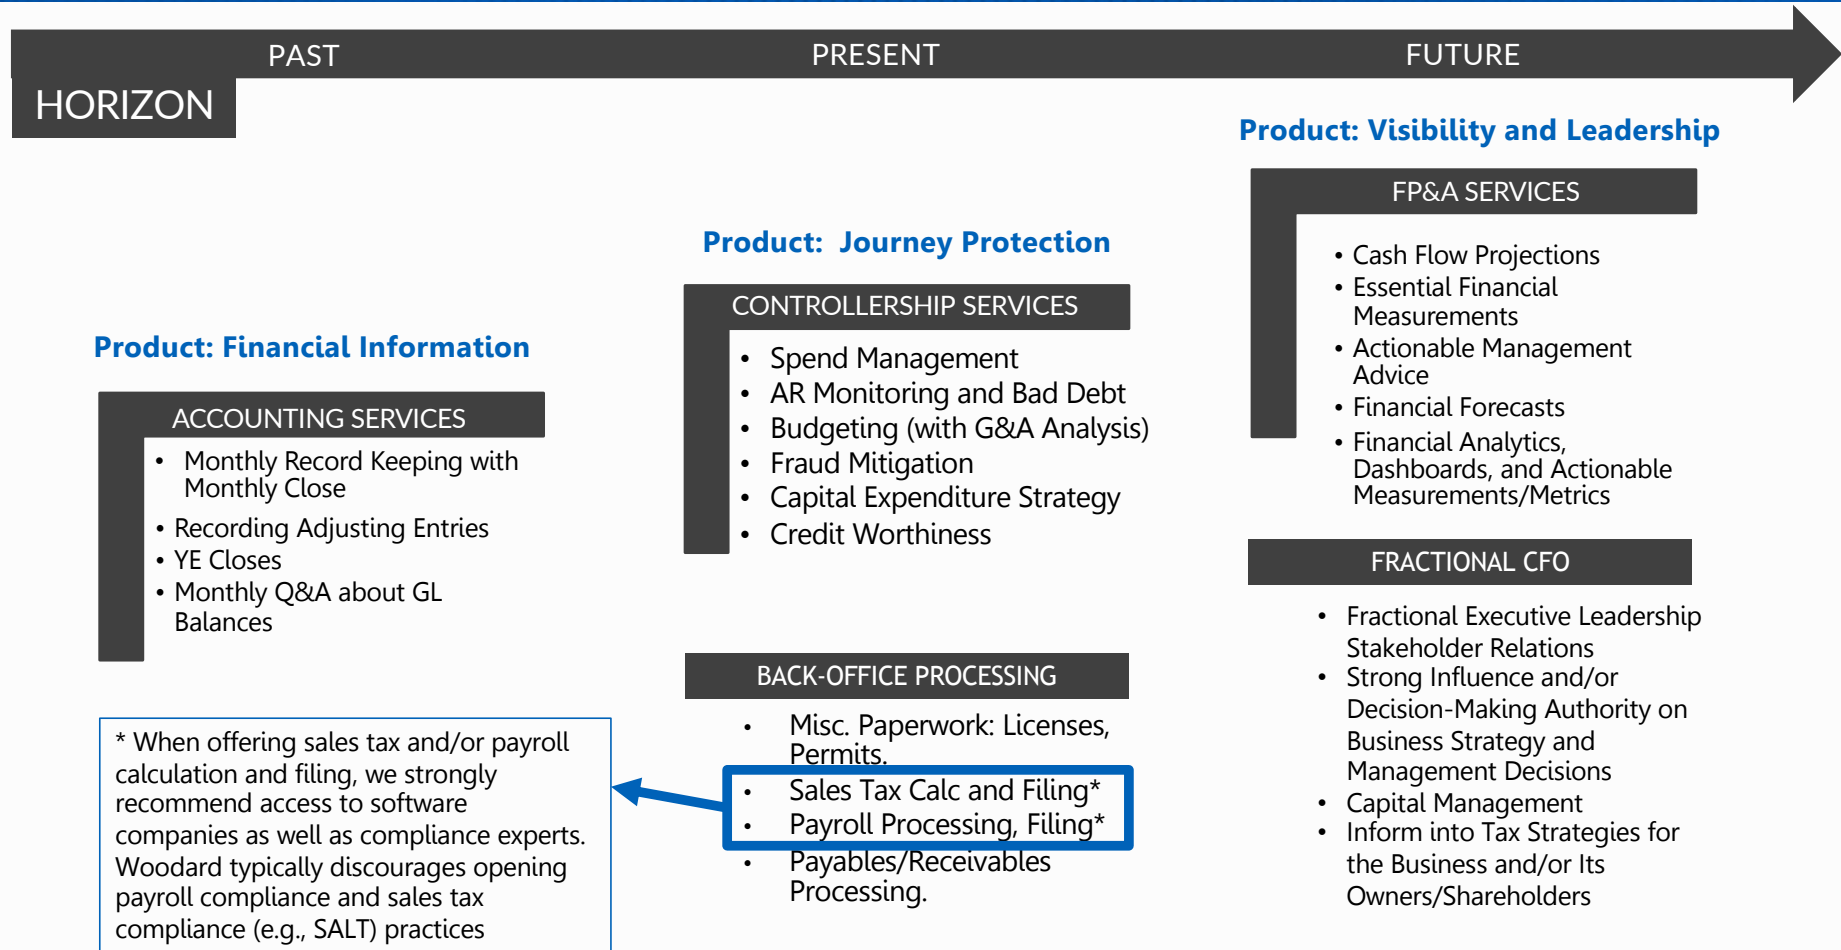 PAST
PRESENT
FUTURE
HORIZON
Product: Financial Information
ACCOUNTING SERVICES
• Monthly Record Keeping with
Monthly Close
• Recording Adjusting Entries
• YE Closes
• Monthly Q&A about GL
Balances
* When offering sales tax and/or payroll
calculation and filing, we strongly
recommend access to software
companies as well as compliance experts.
Woodard typically discourages opening
payroll compliance and sales tax
compliance (e.g., SALT) practices
Product: Journey Protection
CONTROLLERSHIP SERVICES
• Spend Management
• AR Monitoring and Bad Debt
• Budgeting (with G&A Analysis)
• Fraud Mitigation
• Capital Expenditure Strategy
• Credit Worthiness
BACK-OFFICE PROCESSING
• Misc. Paperwork: Licenses,
Permits.
• Sales Tax Calc and Filing*
• Payroll Processing, Filing*
• Payables/Receivables
Processing.
Product: Visibility and Leadership
FP&A SERVICES
• Cash Flow Projections
• Essential Financial
Measurements
• Actionable Management
Advice
• Financial Forecasts
• Financial Analytics,
Dashboards, and Actionable
Measurements/Metrics
FRACTIONAL CFO
• Fractional Executive Leadership
Stakeholder Relations
• Strong Influence and/or
Decision-Making Authority on
Business Strategy and
Management Decisions
• Capital Management
• Inform into Tax Strategies for
the Business and/or Its
Owners/Shareholders